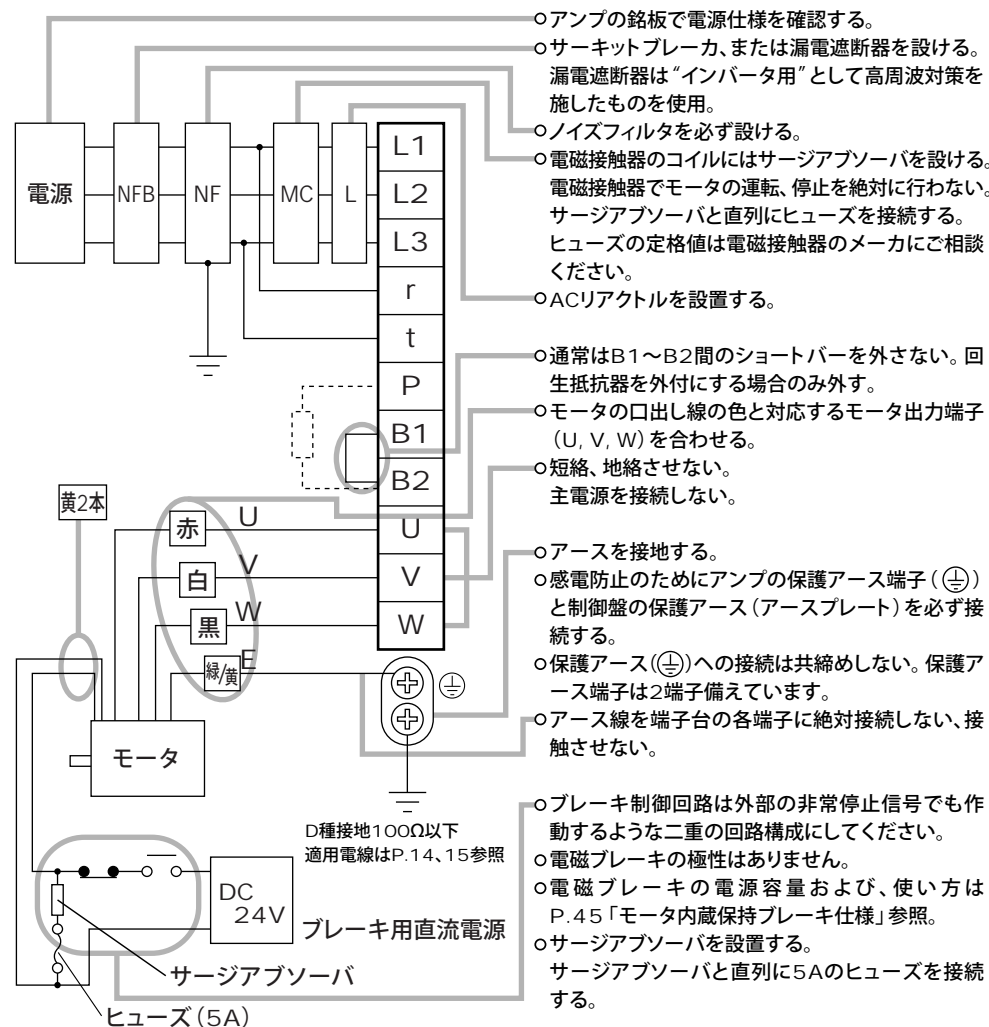 アンプの銘板で電源仕様を確認する。
サーキットブレーカ、または漏電遮断器を設ける。
漏電遮断器は“インバータ用”として高周波対策を
施したものを使用。
ノイズフィルタを必ず設ける。
電磁接触器のコイルにはサージアブソーバを設ける。
電磁接触器でモータの運転、停止を絶対に行わない。
サージアブソーバと直列にヒューズを接続する。
ヒューズの定格値は電磁接触器のメーカにご相談
ください。
ACリアクトルを設置する。
通常はB1～B2間のショートバーを外さない。回
生抵抗器を外付にする場合のみ外す。
モータの口出し線の色と対応するモータ出力端子
（U, V, W）を合わせる。
短絡、地絡させない。
主電源を接続しない。
アースを接地する。
感電防止のためにアンプの保護アース端子（⏚）
と制御盤の保護アース（アースプレート）を必ず接
続する。
保護アース（⏚）への接続は共締めしない。保護ア
ース端子は2端子備えています。
アース線を端子台の各端子に絶対接続しない、接
触させない。
ブレーキ制御回路は外部の非常停止信号でも作
動するような二重の回路構成にしてください。
電磁ブレーキの極性はありません。
電磁ブレーキの電源容量および、使い方は
P.45「モータ内蔵保持ブレーキ仕様」参照。
サージアブソーバを設置する。
サージアブソーバと直列に5Aのヒューズを接続
する。
電源
NFB
NF
MC
L
L1
L2
L3
r
t
P
B1
B2
U
V
W
黄2本
赤
U
白
V
黒
W
緑/黄
E
モータ
D種接地100Ω以下
適用電線はP.14、15参照
DC
24V
ブレーキ用直流電源
サージアブソーバ
ヒューズ（5A）